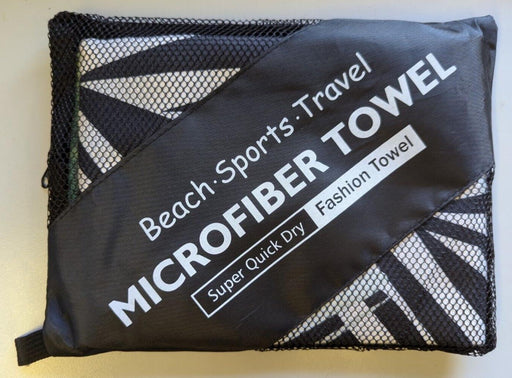 Beach·Sports·Travel
MICROFIBER TOWEL
Super Quick Dry Fashion Towel